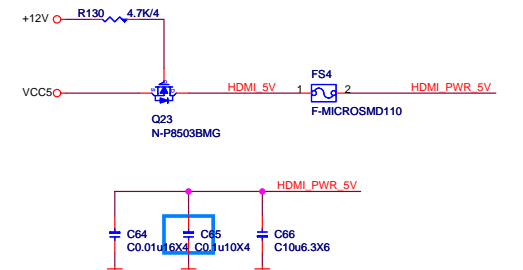 +12V R130 4.7K/4
FS4
VCC5 HDMI_5V 1 2 HDMI_PWR_5V
Q23 F-MICROSMD110
N-P8503BMG
HDMI_PWR_5V
C64 C65 C66
C0.01u16X4 C0.1u10X4 C10u6.3X6